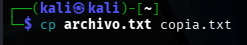 ┌──(kali㉿kali)-[~]
└─$ cp archivo.txt copia.txt